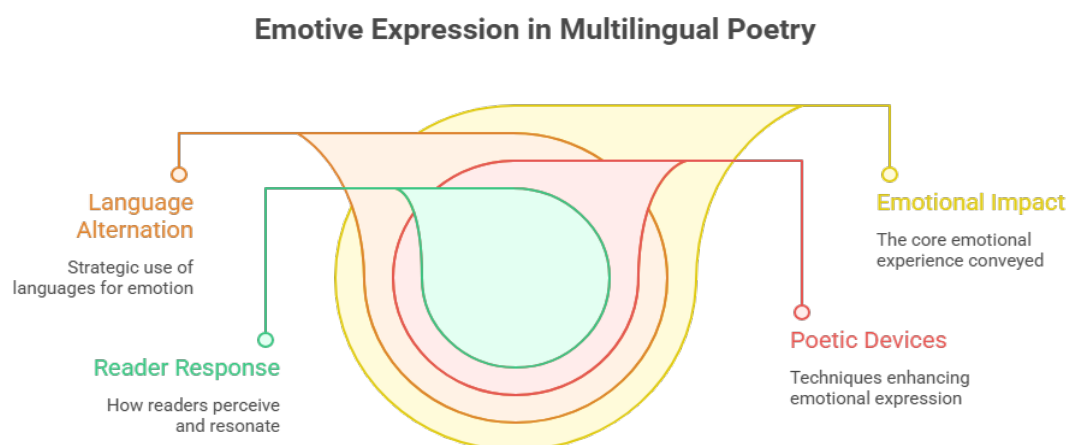 Emotive Expression in Multilingual Poetry
Language
Alternation
Strategic use of
languages for emotion
Reader Response
How readers perceive
and resonate
Emotional Impact
The core emotional
experience conveyed
Poetic Devices
Techniques enhancing
emotional expression